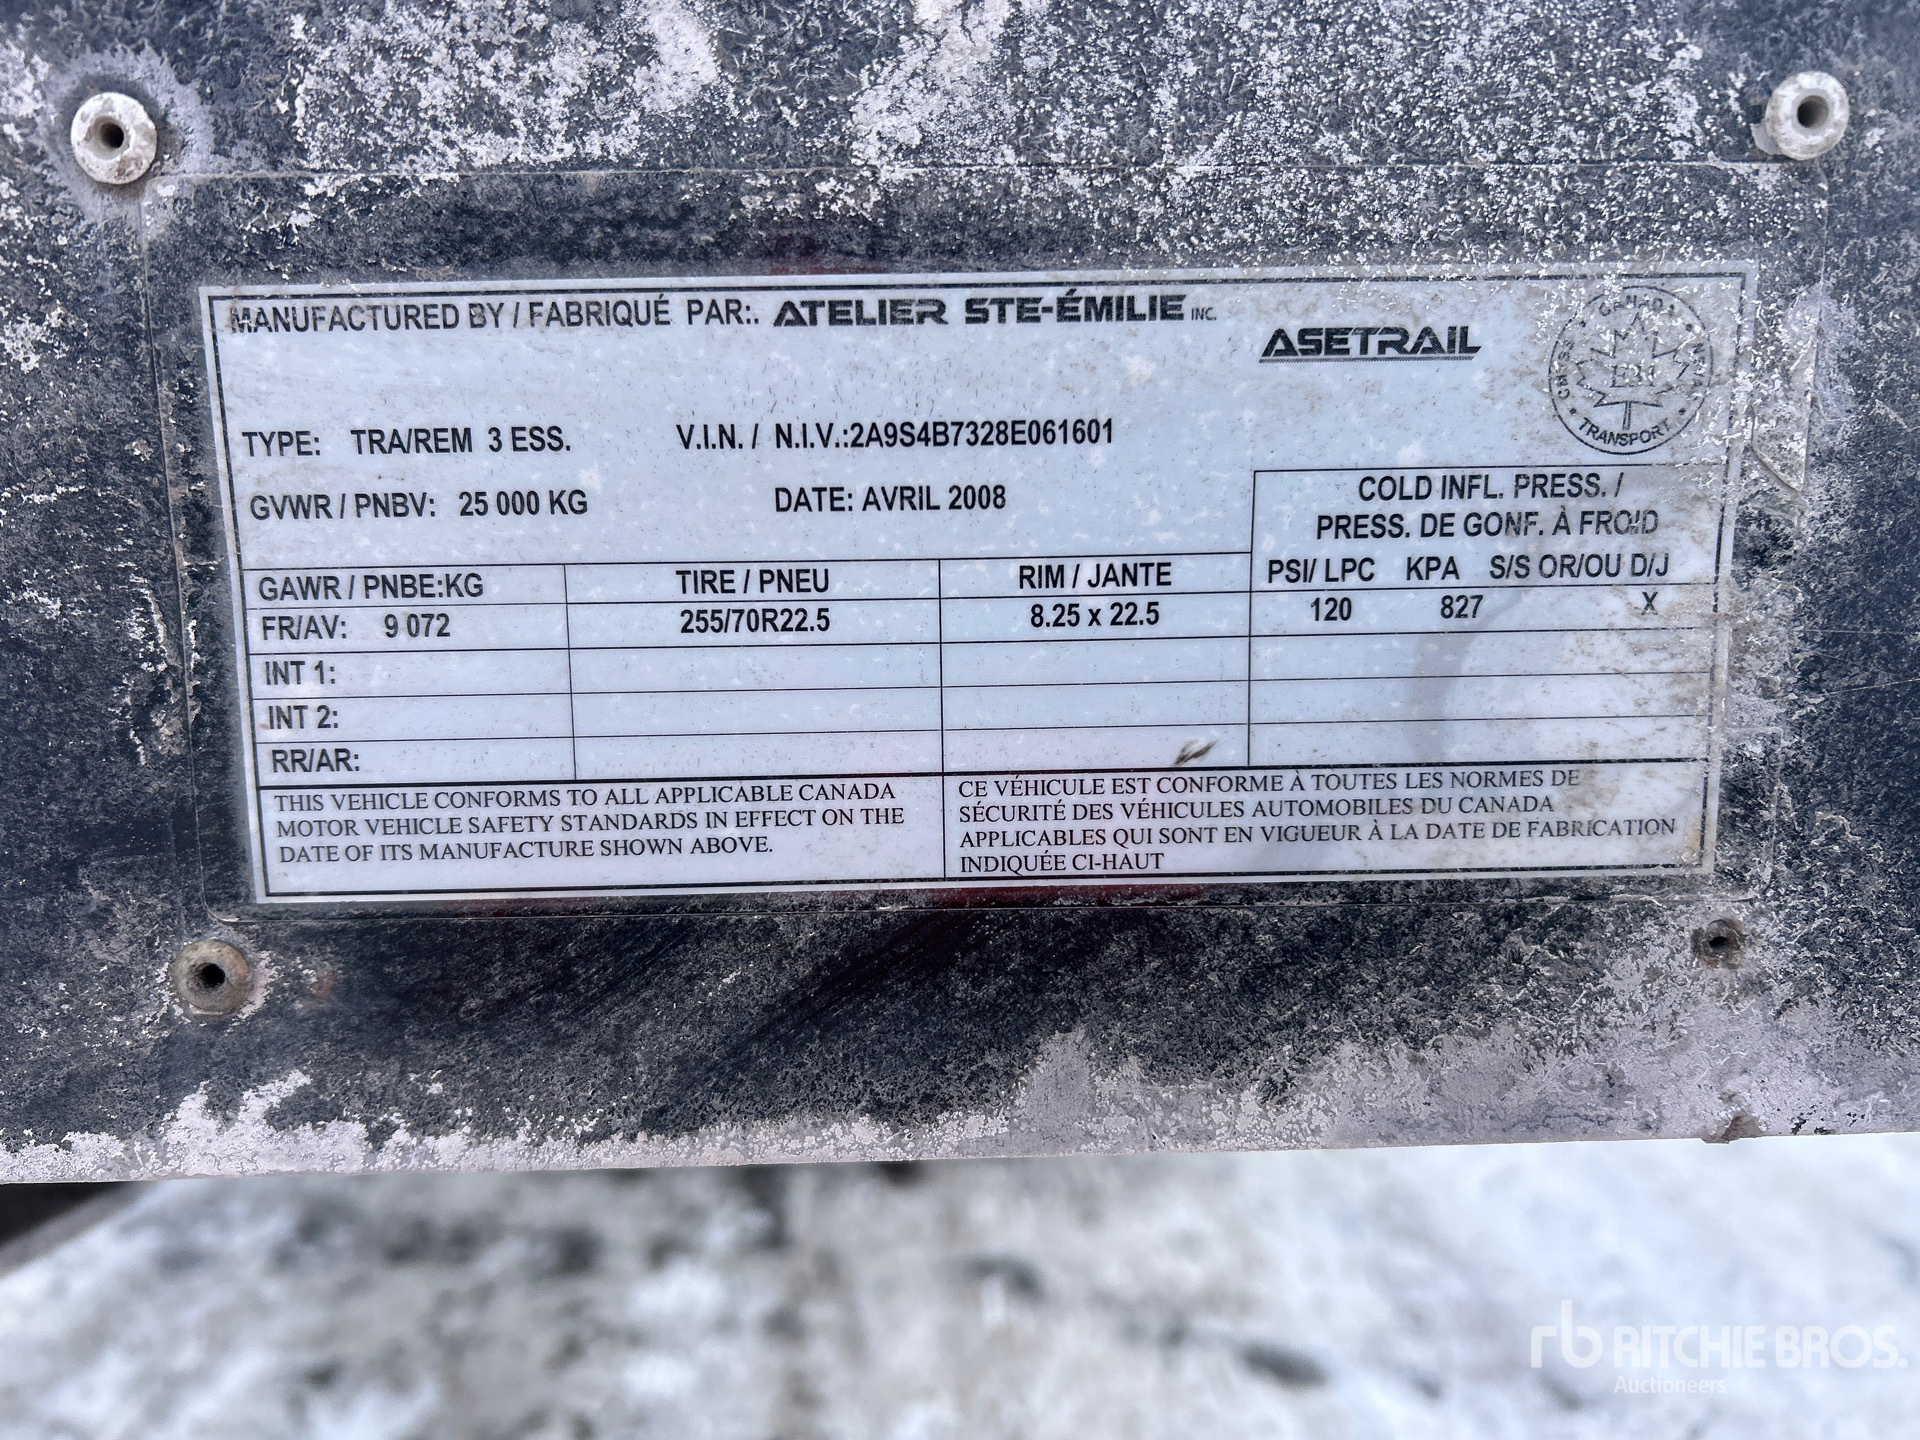 MANUFACTURED BY / FABRIQUÉ PAR:. ATELIER STE-ÉMILIE INC.
ASETRAIL
CANADA
TRANSPORT
TYPE: TRA/REM 3 ESS. V.I.N. / N.I.V.:2A9S4B7328E061601
GVWR / PNBV: 25 000 KG DATE: AVRIL 2008
COLD INFL. PRESS. /
PRESS. DE GONF. À FROID
GAWR / PNBE:KG TIRE / PNEU RIM / JANTE PSI/ LPC KPA S/S OR/OU D/J
FR/AV: 9 072 255/70R22.5 8.25 x 22.5 120 827 X
INT 1:
INT 2:
RR/AR:
THIS VEHICLE CONFORMS TO ALL APPLICABLE CANADA
MOTOR VEHICLE SAFETY STANDARDS IN EFFECT ON THE
DATE OF ITS MANUFACTURE SHOWN ABOVE.
CE VÉHICULE EST CONFORME À TOUTES LES NORMES DE
SÉCURITÉ DES VÉHICULES AUTOMOBILES DU CANADA
APPLICABLES QUI SONT EN VIGUEUR À LA DATE DE FABRICATION
INDIQUÉE CI-HAUT
rb RITCHIE BROS.
Auctioneers